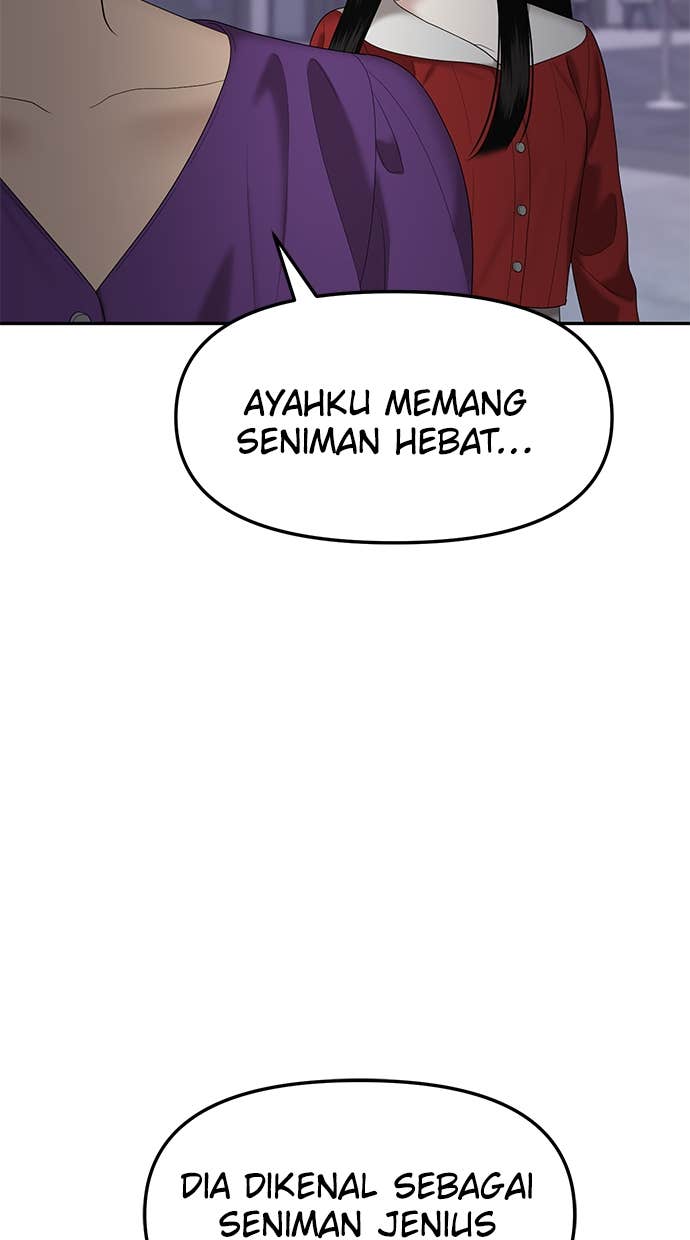 AYAHKU MEMANG
SENIMAN HEBAT...
DIA DIKENAL SEBAGAI
SENIMAN JENIUS